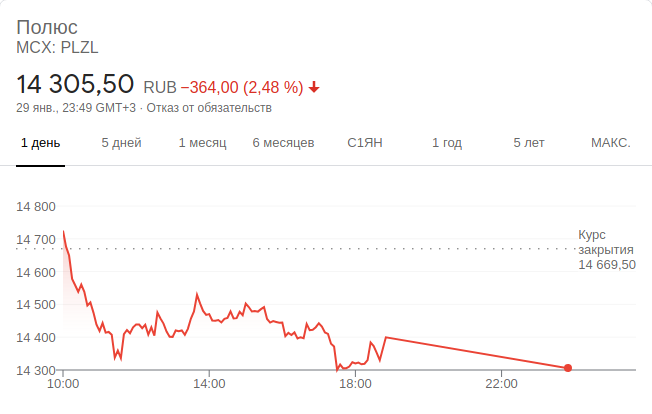 Полюс
MCX: PLZL
14 305,50 RUB −364,00 (2,48 %)
29 янв., 23:49 GMT+3 · Отказ от обязательств
1 день 5 дней 1 месяц 6 месяцев С1ЯН 1 год 5 лет МАКС.
14 800
14 700
14 600
14 500
14 400
14 300
Курс
закрытия
14 669,50
10:00 14:00 18:00 22:00